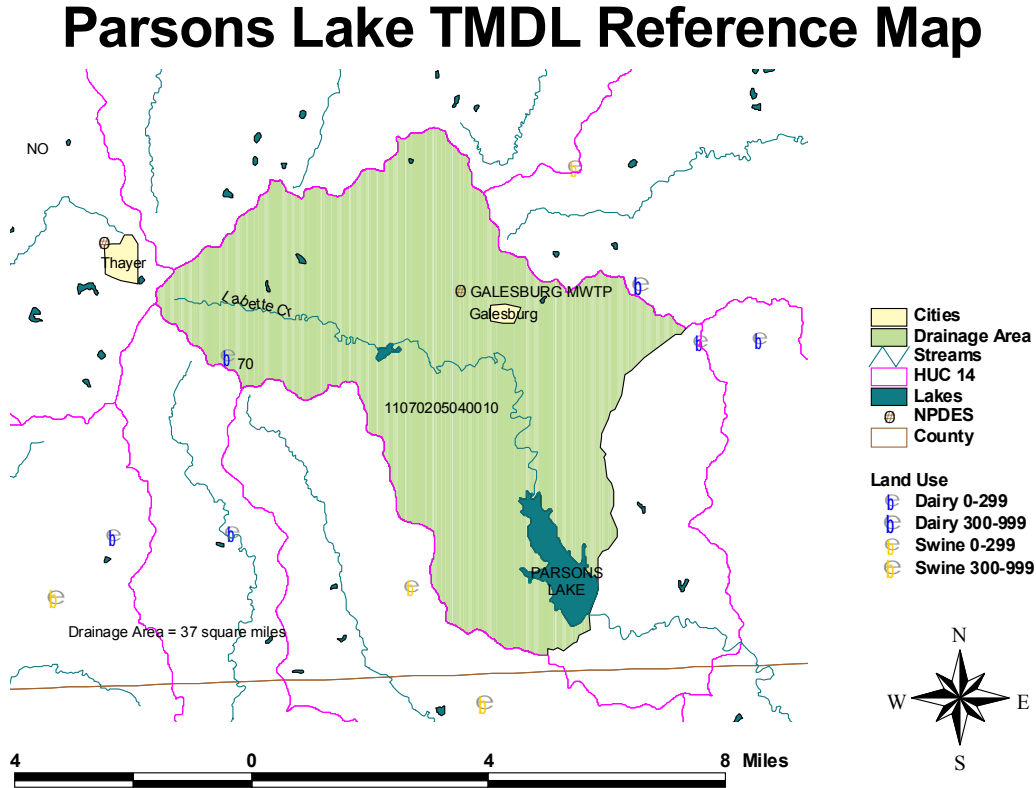 Parsons Lake TMDL Reference Map
NO
Thayer
Labette Cr
GALESBURG MWTP
Galesburg
70
11070205040010
PARSONS
LAKE
Drainage Area = 37 square miles
Cities
Drainage Area
Streams
HUC 14
Lakes
NPDES
County
Land Use
Dairy 0-299
Dairy 300-999
Swine 0-299
Swine 300-999
N
W
E
S
4 0 4 8 Miles